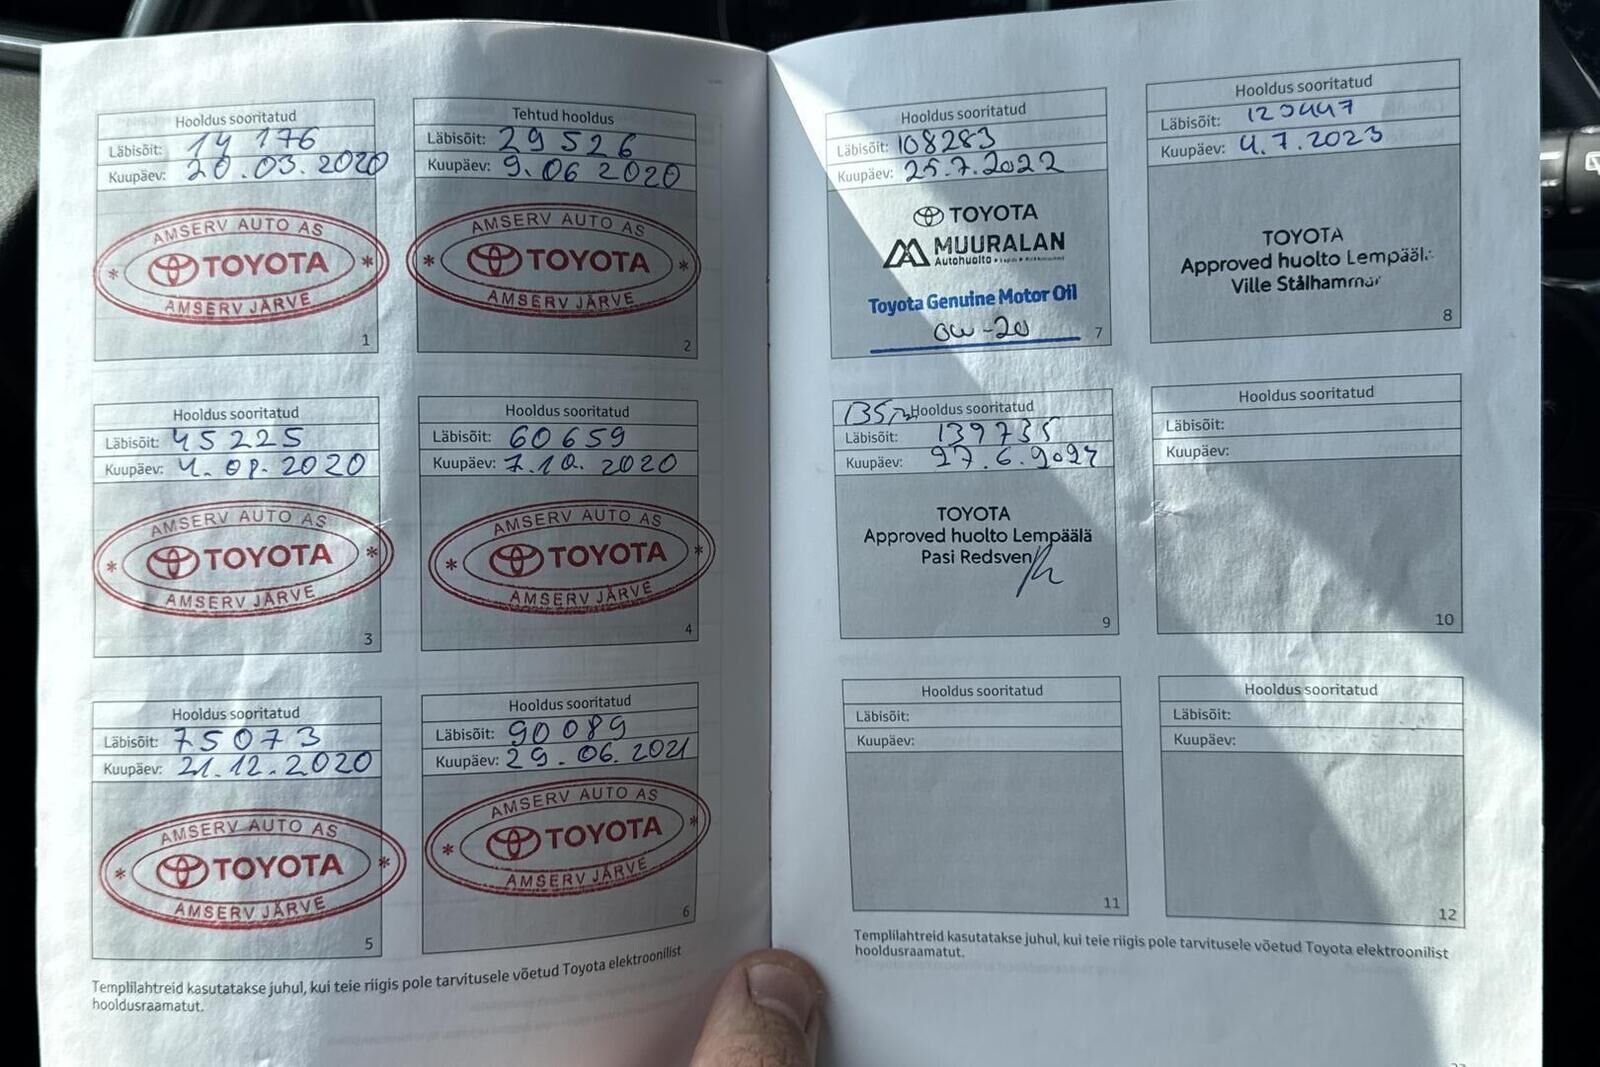 Hooldus sooritatud
Läbisõit: 14 176
Kuupäev: 20.03.2020
AMSERV AUTO AS
* TOYOTA *
AMSERV JÄRVE
1
Tehtud hooldus
Läbisõit: 29 526
Kuupäev: 9.06 2020
AMSERV AUTO AS
* TOYOTA *
AMSERV JÄRVE
2
Hooldus sooritatud
Läbisõit: 45225
Kuupäev: 4. 2020
AMSERV AUTO AS
* TOYOTA *
AMSERV JÄRVE
3
Hooldus sooritatud
Läbisõit: 60659
Kuupäev: 7.10. 2020
AMSERV AUTO AS
* TOYOTA *
AMSERV JÄRVE
4
Hooldus sooritatud
Läbisõit: 75073
Kuupäev: 21.12.2020
AMSERV AUTO AS
* TOYOTA *
AMSERV JÄRVE
5
Hooldus sooritatud
Läbisõit: 90089
Kuupäev: 29.06.2021
AMSERV AUTO AS
* TOYOTA *
AMSERV JÄRVE
6
Templilahtreid kasutatakse juhul, kui teie riigis pole tarvitusele võetud Toyota elektroonilist
hooldusraamatut.
Hooldus sooritatud
Läbisõit: 108283
Kuupäev: 25.7.2022
TOYOTA
MUURALAN
Autohuolto
Toyota Genuine Motor Oil
0W-20
7
Hooldus sooritatud
Läbisõit:
Kuupäev: 4.7.2023
TOYOTA
Approved huolto Lempäälä
Ville Stålhammar
8
Hooldus sooritatud
Läbisõit: 139735
Kuupäev: 27.6.2024
TOYOTA
Approved huolto Lempäälä
Pasi Redsven
9
Hooldus sooritatud
Läbisõit:
Kuupäev:
10
Hooldus sooritatud
Läbisõit:
Kuupäev:
11
Hooldus sooritatud
Läbisõit:
Kuupäev:
12
Templilahtreid kasutatakse juhul, kui teie riigis pole tarvitusele võetud Toyota elektroonilist
hooldusraamatut.